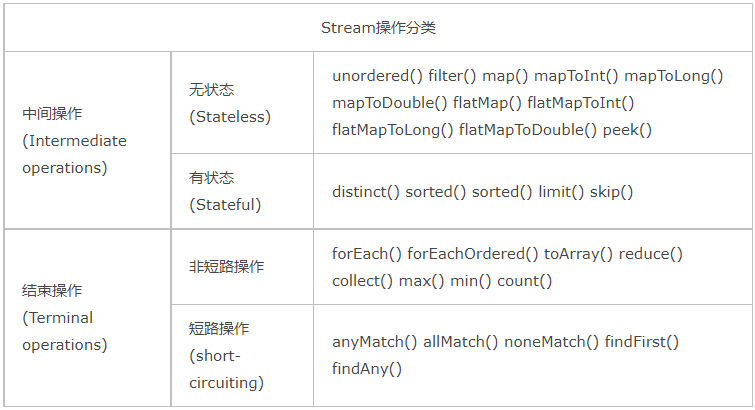 Stream操作分类
中间操作
(Intermediate
operations)
无状态
(Stateless)
unordered() filter() map() mapToInt() mapToLong()
mapToDouble() flatMap() flatMapToInt()
flatMapToLong() flatMapToDouble() peek()
有状态
(Stateful)
distinct() sorted() sorted() limit() skip()
结束操作
(Terminal
operations)
非短路操作
forEach() forEachOrdered() toArray() reduce()
collect() max() min() count()
短路操作
(short-
circuiting)
anyMatch() allMatch() noneMatch() findFirst()
findAny()